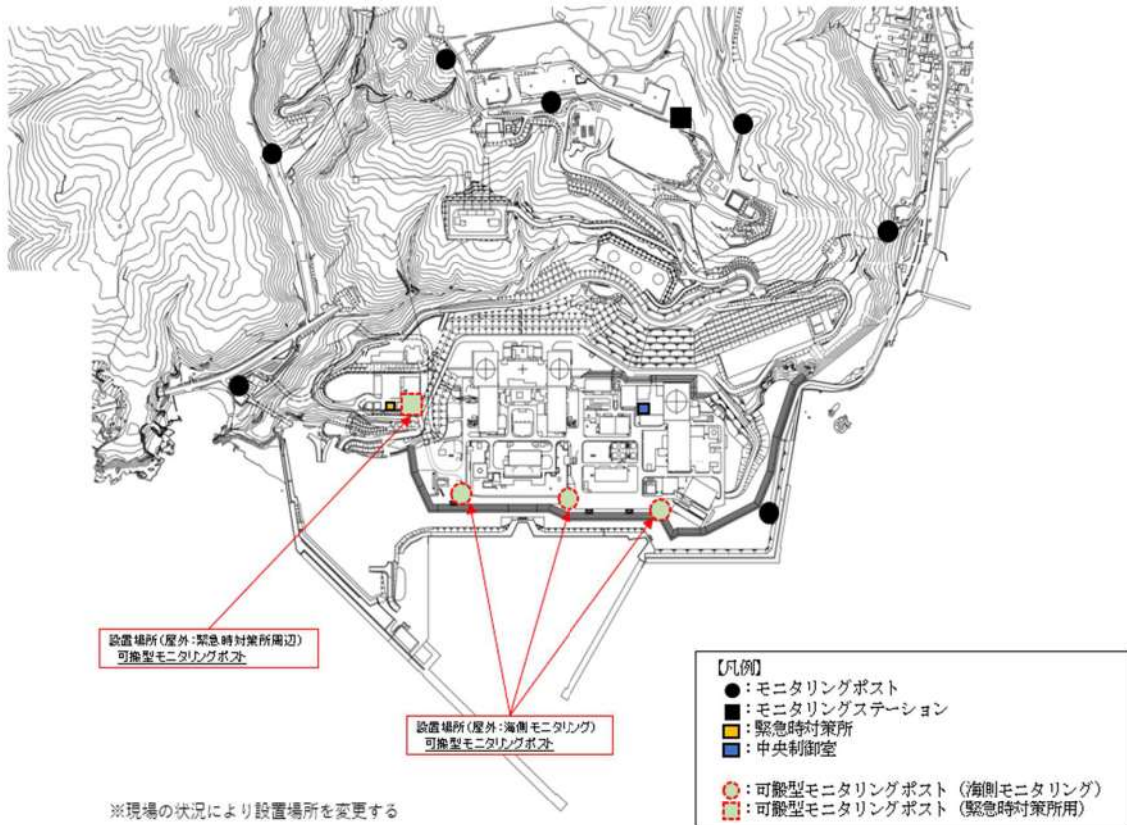 設置場所(屋外:緊急時対策所周辺)
可搬型モニタリングポスト
設置場所(屋外:海側モニタリング)
可搬型モニタリングポスト
※現場の状況により設置場所を変更する
【凡例】
●:モニタリングポスト
■:モニタリングステーション
:緊急時対策所
:中央制御室
:可搬型モニタリングポスト(海側モニタリング)
:可搬型モニタリングポスト(緊急時対策所用)